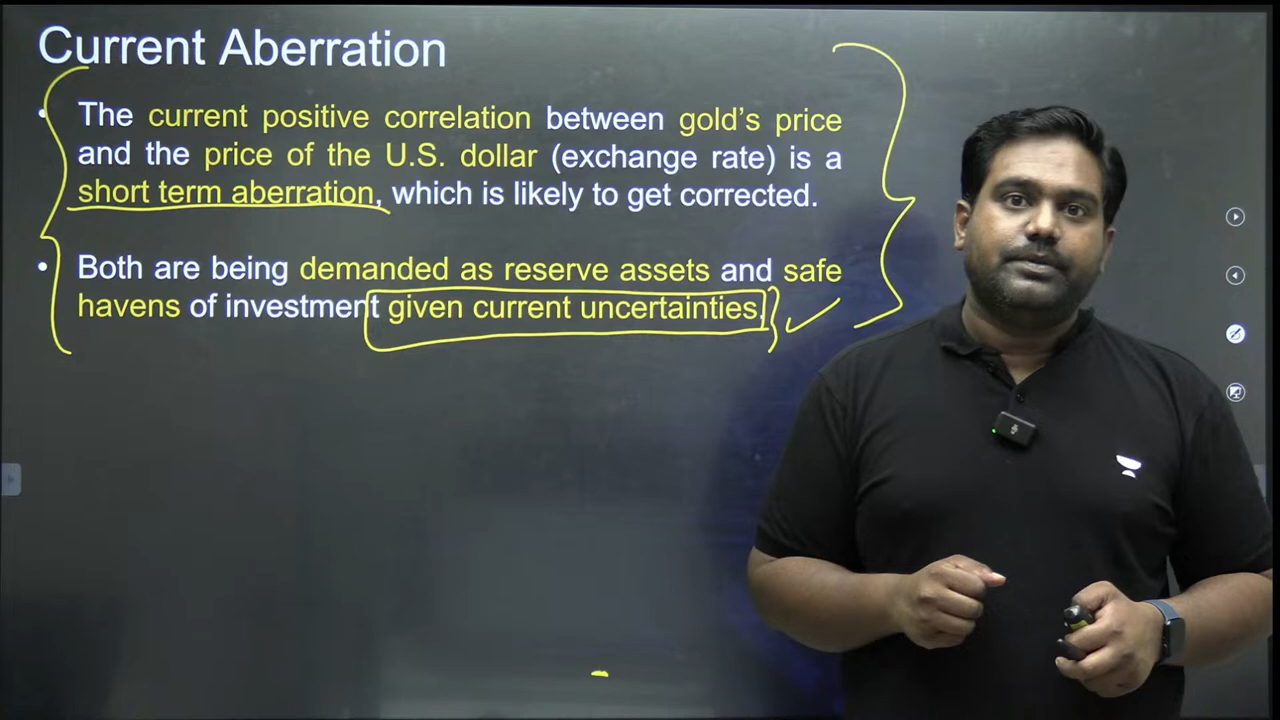 Current Aberration
• The current positive correlation between gold's price
and the price of the U.S. dollar (exchange rate) is a
short term aberration, which is likely to get corrected.
• Both are being demanded as reserve assets and safe
havens of investment given current uncertainties.